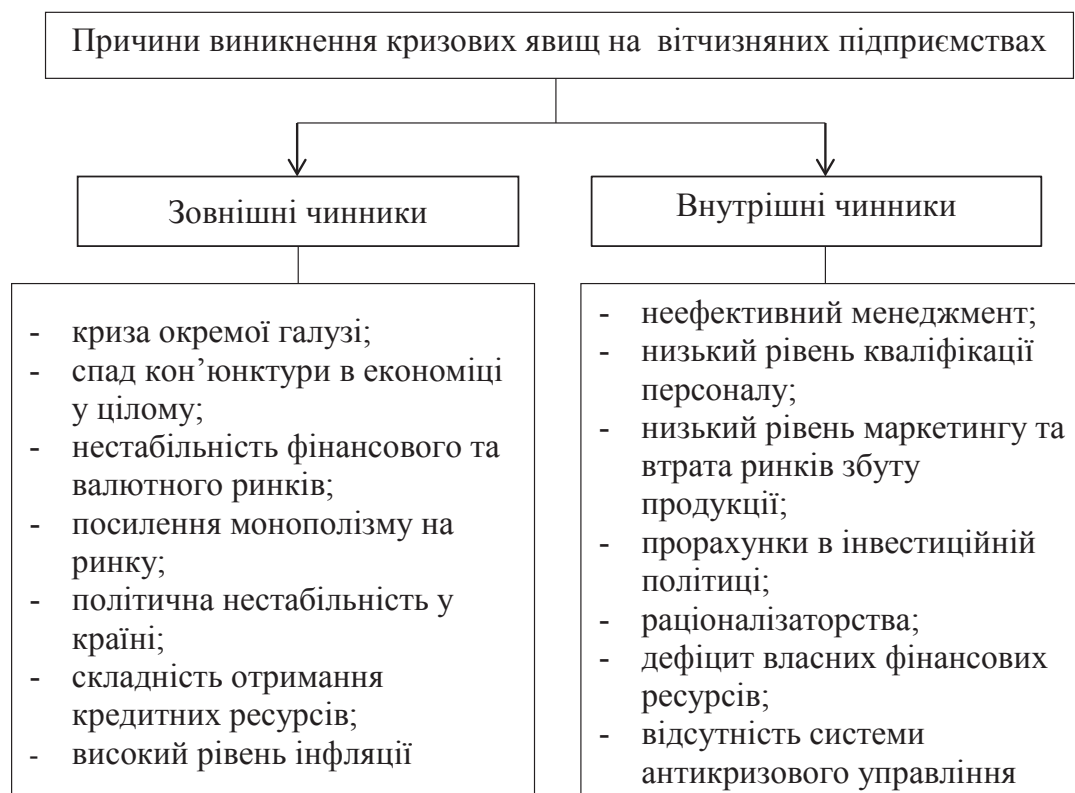 Причини виникнення кризових явищ на вітчизняних підприємствах
Зовнішні чинники
- криза окремої галузі;
- спад кон’юнктури в економіці
у цілому;
- нестабільність фінансового та
валютного ринків;
- посилення монополізму на
ринку;
- політична нестабільність у
країні;
- складність отримання
кредитних ресурсів;
- високий рівень інфляції
Внутрішні чинники
- неефективний менеджмент;
- низький рівень кваліфікації
персоналу;
- низький рівень маркетингу та
втрата ринків збуту
продукції;
- прорахунки в інвестиційній
політиці;
- раціоналізаторства;
- дефіцит власних фінансових
ресурсів;
- відсутність системи
антикризового управління